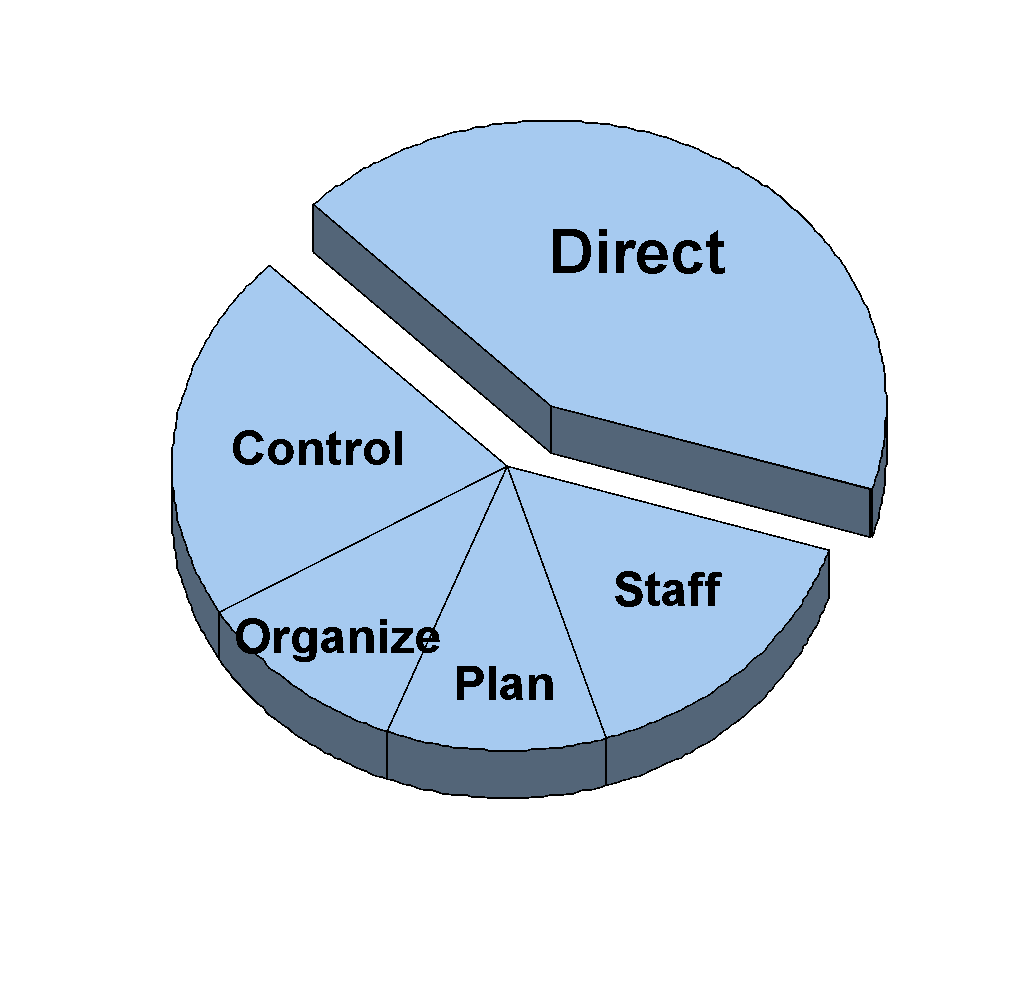 Direct
Control
Staff
Organize
Plan